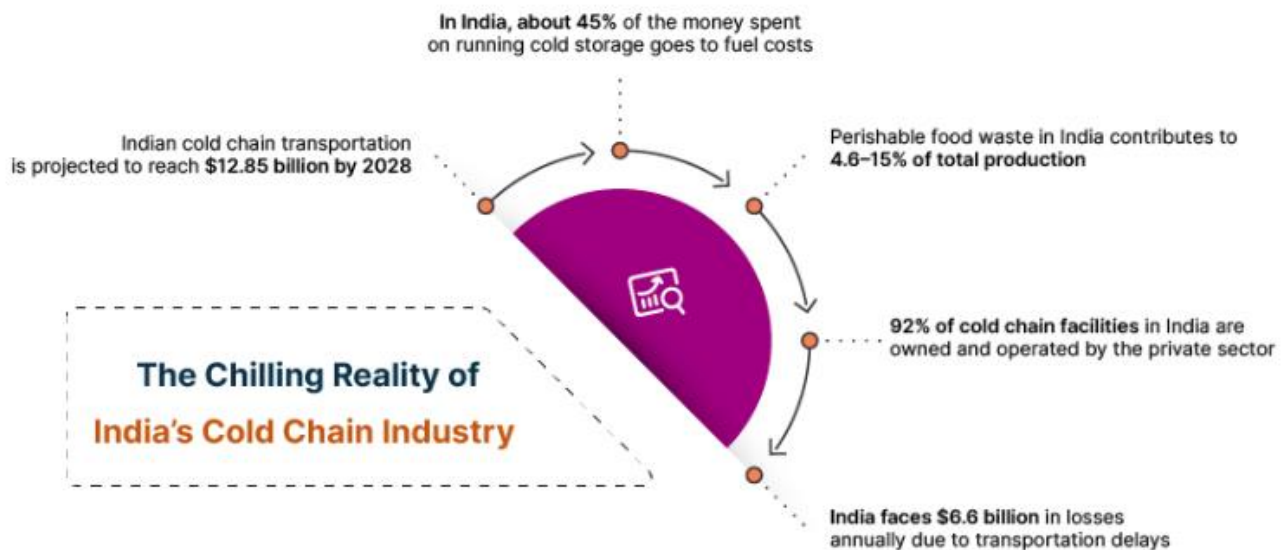 In India, about 45% of the money spent
on running cold storage goes to fuel costs
Indian cold chain transportation
is projected to reach $12.85 billion by 2028
Perishable food waste in India contributes to
4.6–15% of total production
92% of cold chain facilities in India are
owned and operated by the private sector
The Chilling Reality of
India’s Cold Chain Industry
India faces $6.6 billion in losses
annually due to transportation delays